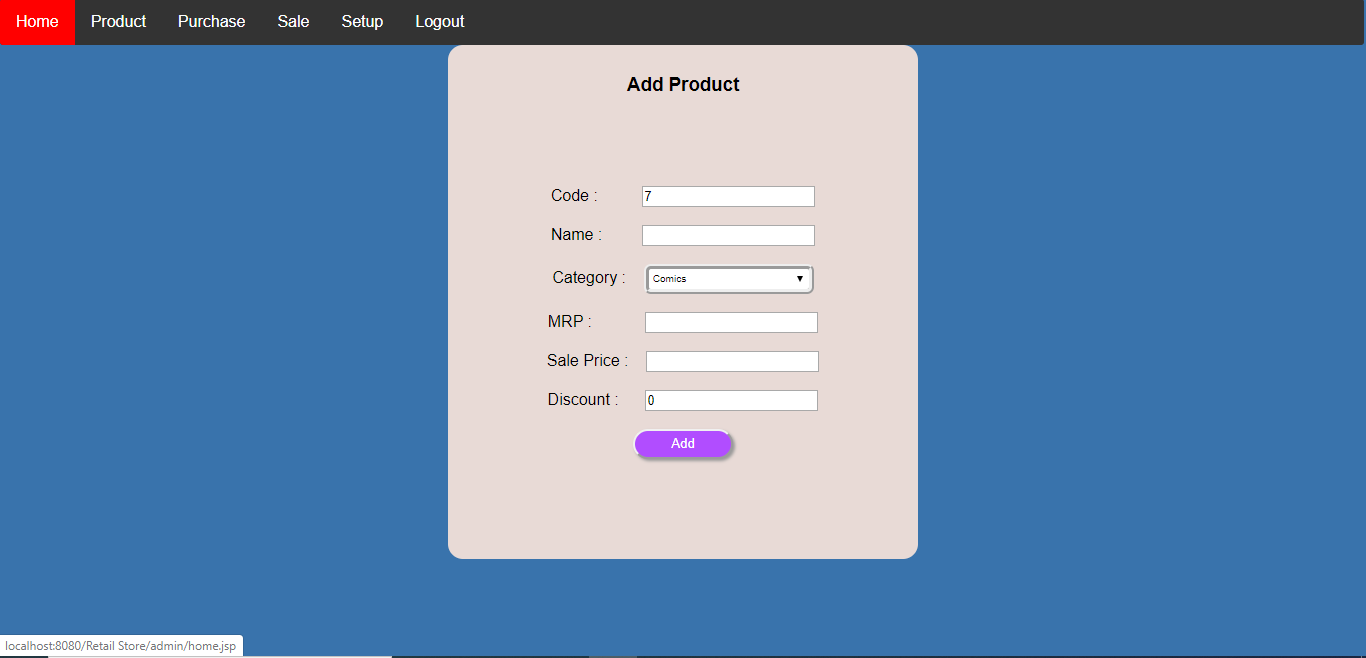 Home Product Purchase Sale Setup Logout
Add Product
Code : 7
Name :
Category : Comics
MRP :
Sale Price :
Discount : 0
Add
localhost:8080/Retail Store/admin/home.jsp